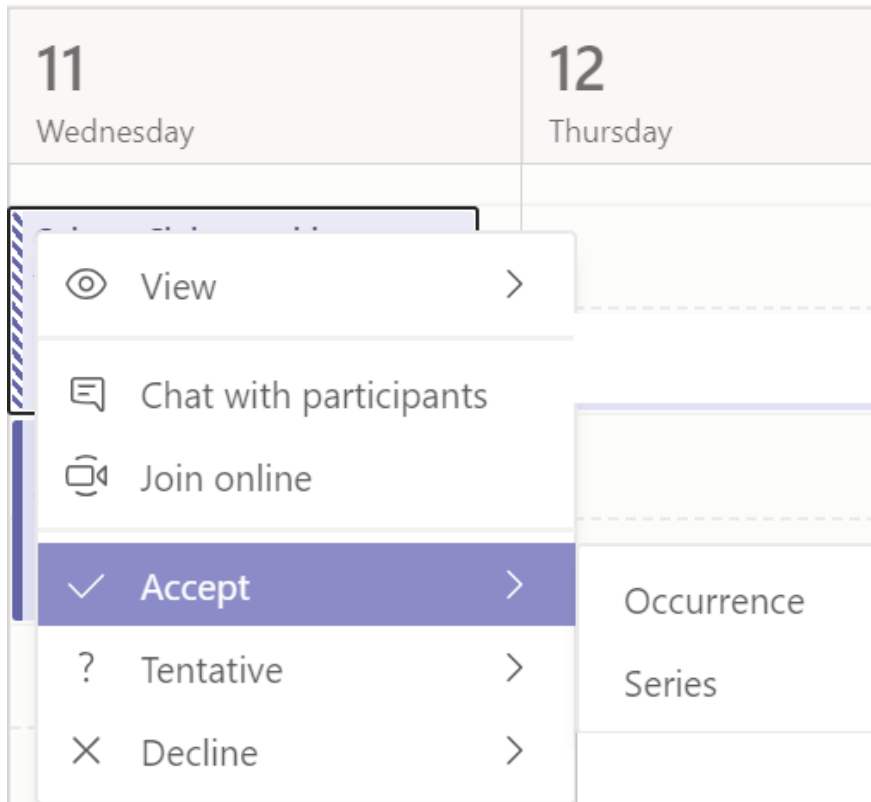 11
Wednesday
12
Thursday
View
Chat with participants
Join online
Accept
Occurrence
Tentative
Series
Decline